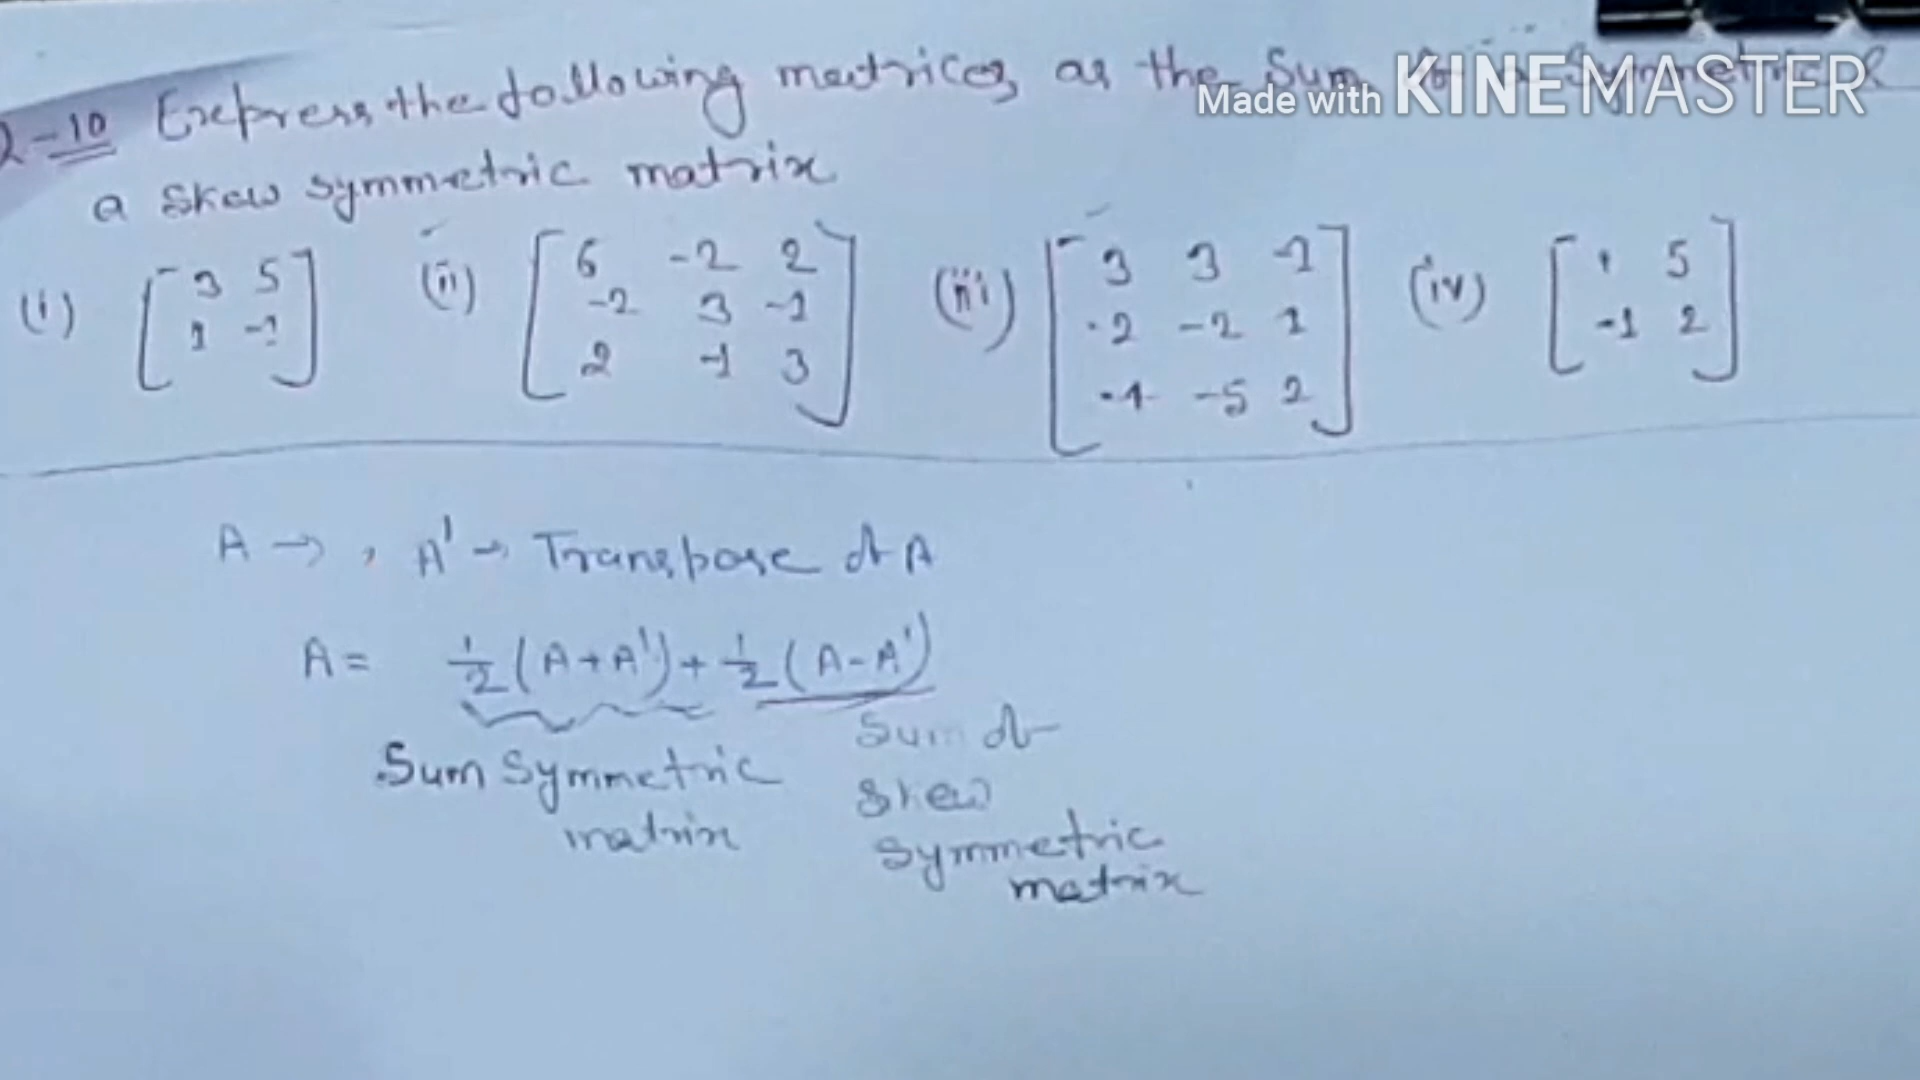 Made with KINEMASTER
2-10 Express the following matrices as the Sum of a Symmetric &
a Skew symmetric matrix
(i) [3 5 (ii) [6 -2 2 (iii) [3 3 -1 (iv) [1 5
1 -1] -2 3 -1 -2 -2 1 -1 2]
2 -1 3] -4 -5 2]
A → , A' → Transpose of A
A = 1/2 (A+A') + 1/2 (A-A')
Sum Symmetric matrix
Sum of
Skew
Symmetric
matrix